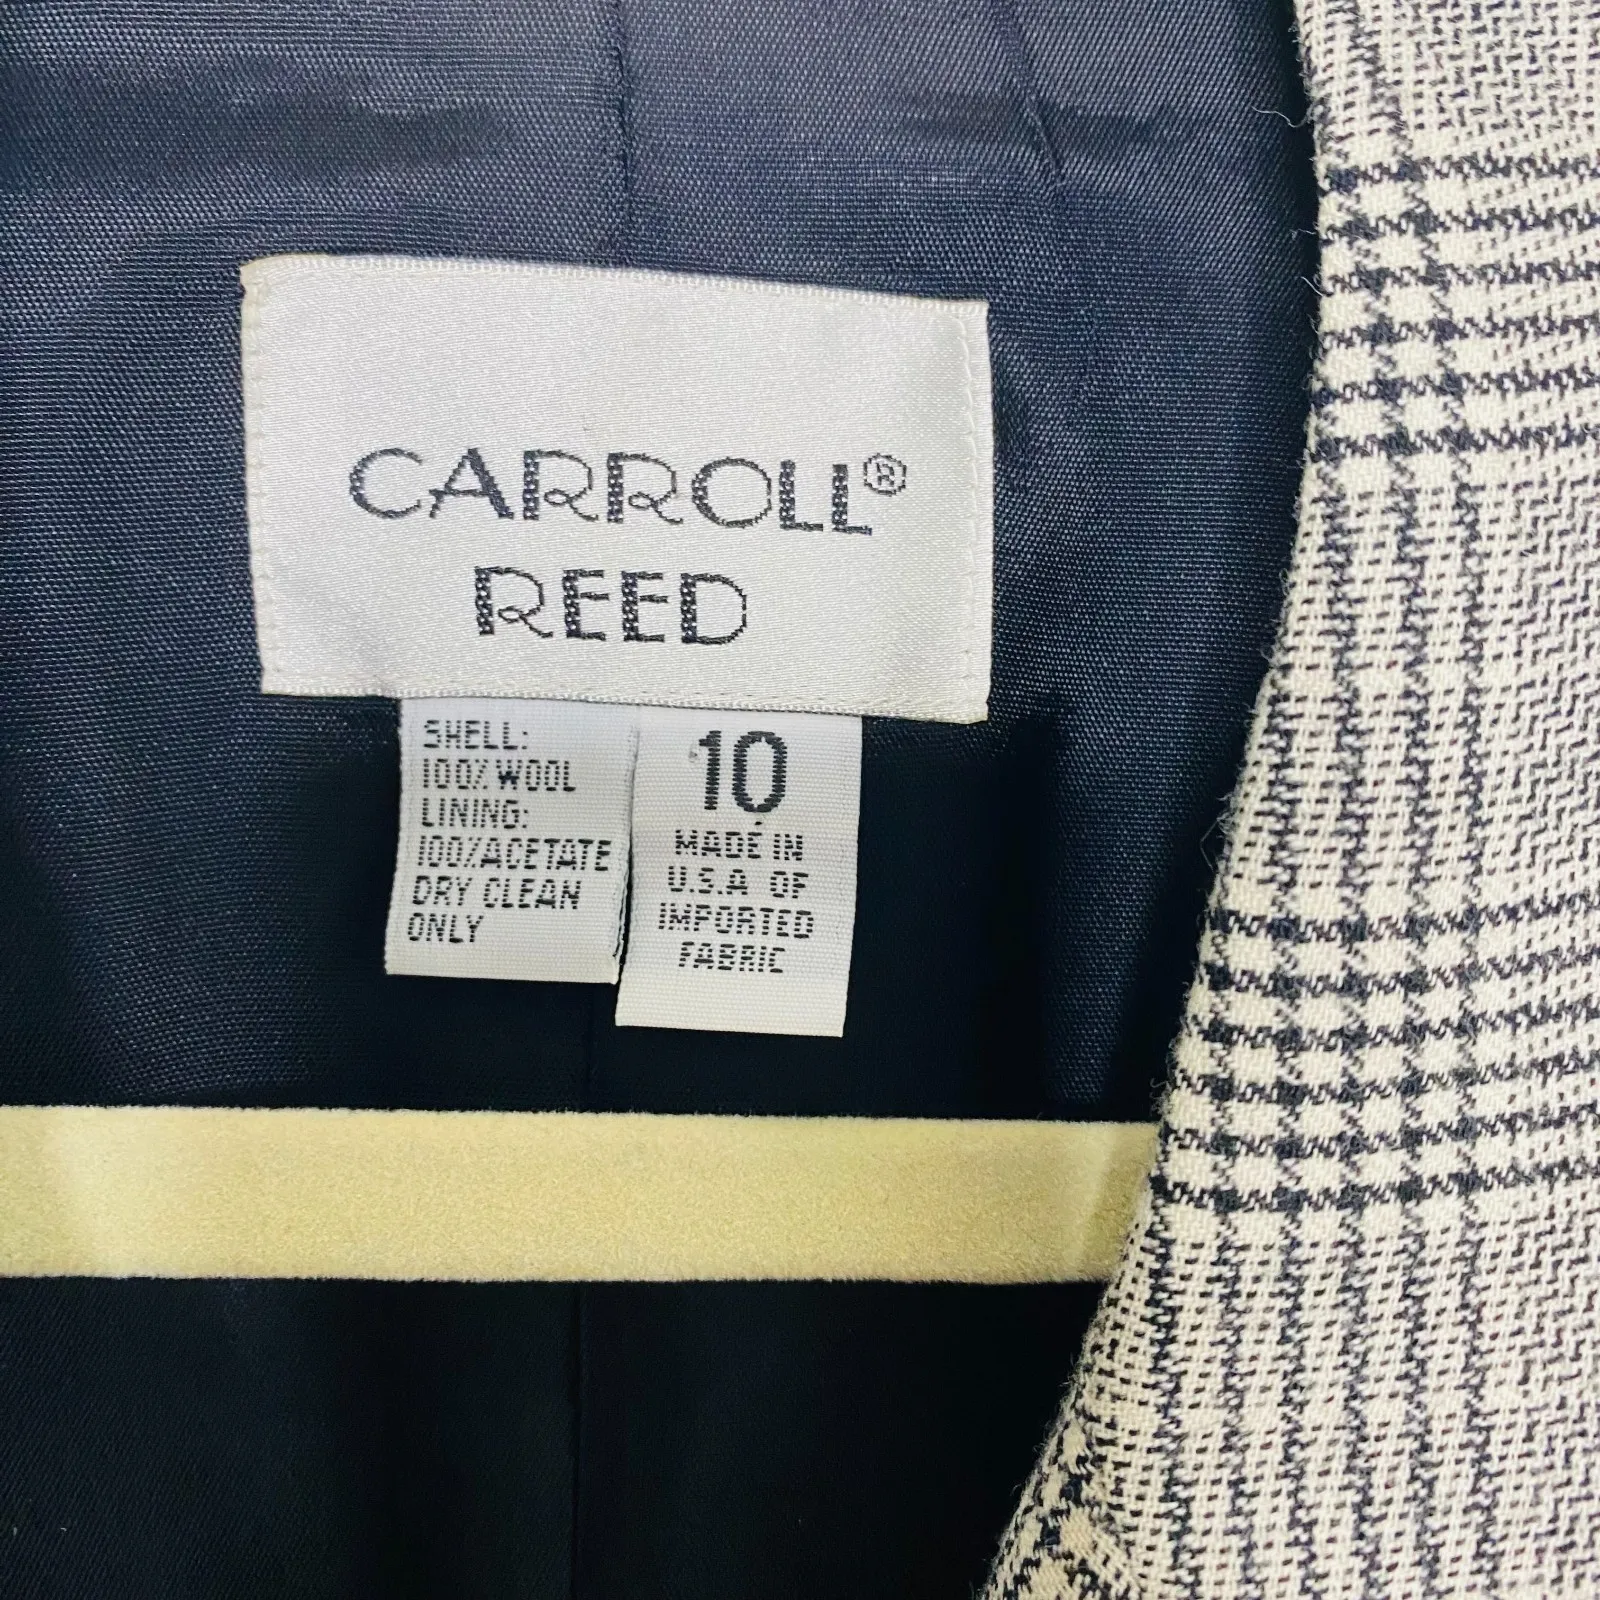 CARROLL®
REED
SHELL:
100% WOOL
LINING:
100% ACETATE
DRY CLEAN
ONLY
10
MADE IN
U.S.A OF
IMPORTED
FABRIC